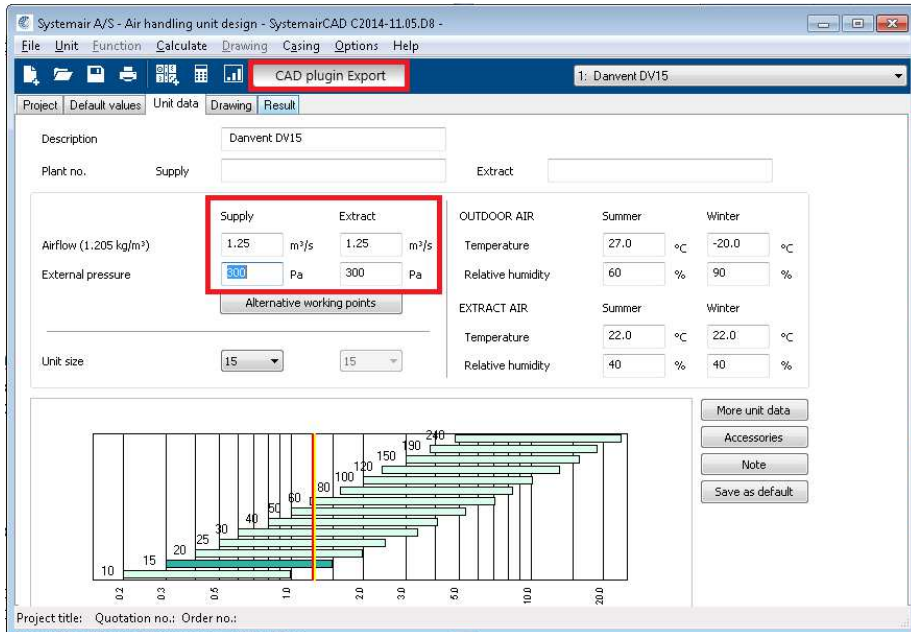 Systemair A/S - Air handling unit design - SystemairCAD C2014-11.05.D8 -
File Unit Function Calculate Drawing Casing Options Help
CAD plugin Export 1: Danvent DV15
Project Default values Unit data Drawing Result
Description Danvent DV15
Plant no. Supply Extract
Supply Extract OUTDOOR AIR Summer Winter
Airflow (1.205 kg/m³) 1.25 m³/s 1.25 m³/s Temperature 27.0 °C -20.0 °C
External pressure 300 Pa 300 Pa Relative humidity 60 % 90 %
Alternative working points EXTRACT AIR Summer Winter
Temperature 22.0 °C 22.0 °C
Unit size 15 15 Relative humidity 40 % 40 %
More unit data
Accessories
Note
Save as default
240
190
150
120
100
80
60
50
40
30
20
15
10
0.2 0.3 0.5 1.0 2.0 3.0 5.0 10.0 20.0
Project title: Quotation no.: Order no.: